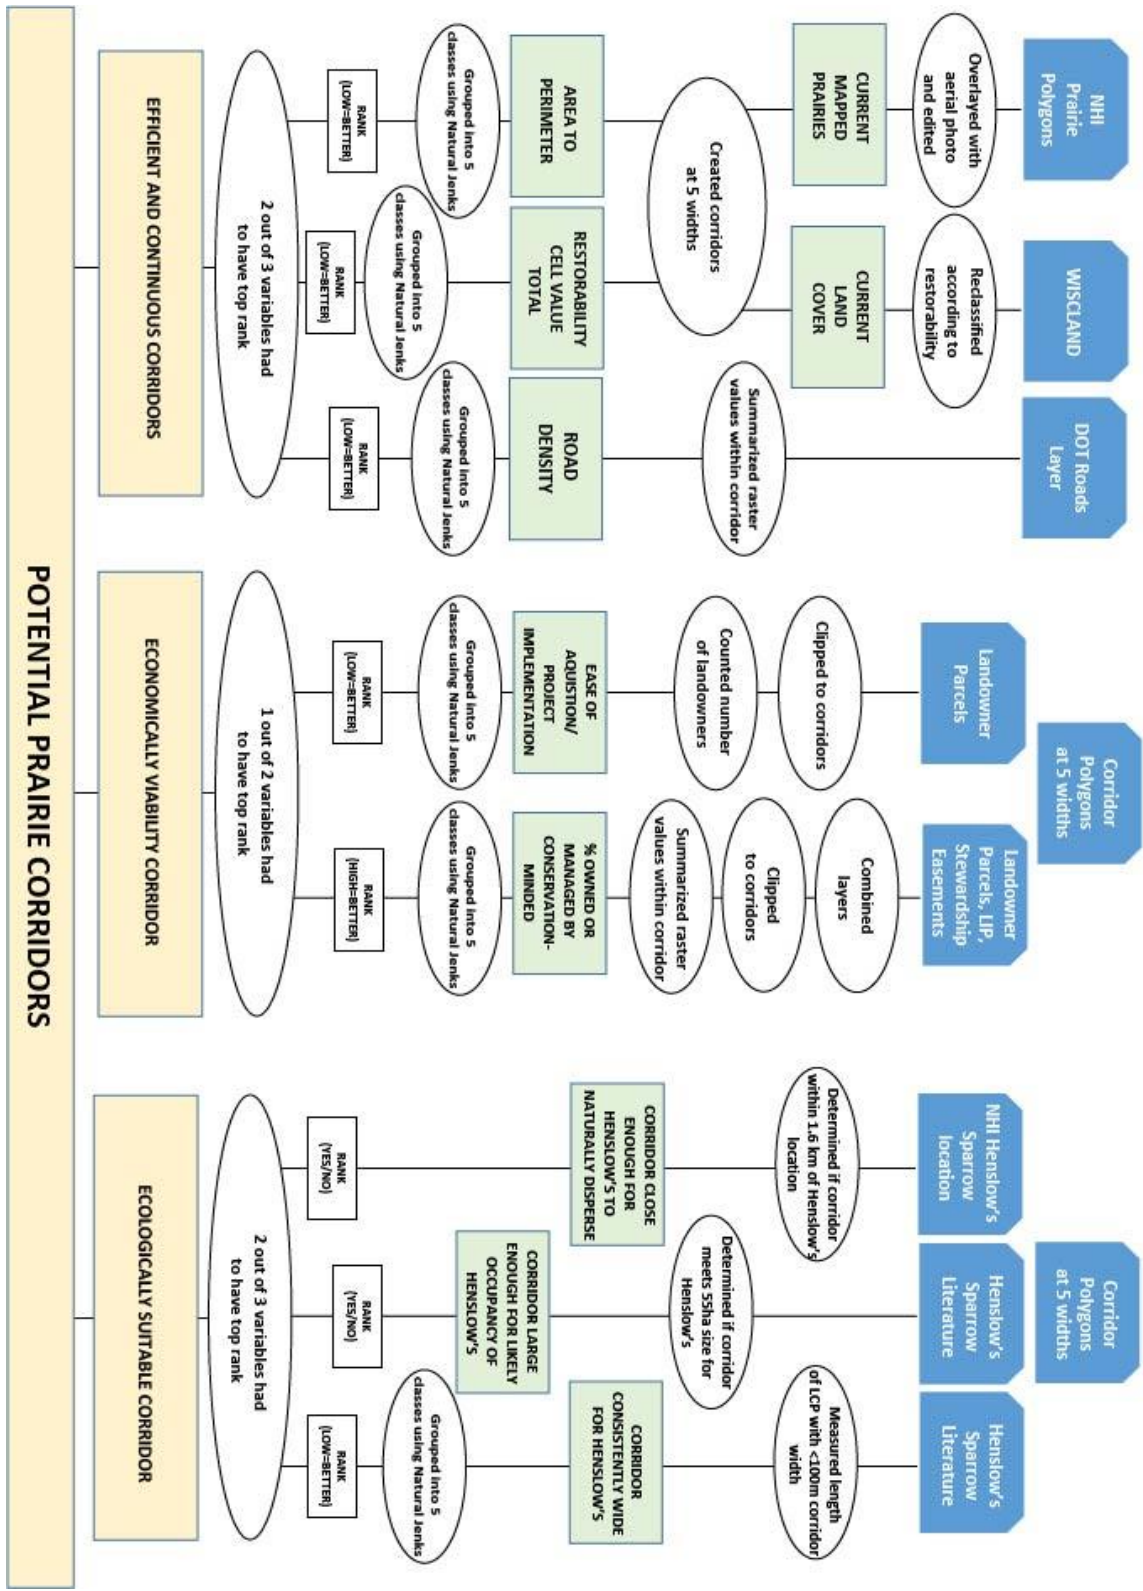 NHI
Prairie
Polygons
WISCLAND
DOT Roads
Layer
Overlayed with
aerial photo
and edited
Reclassified
according to
restorability
CURRENT
MAPPED
PRAIRIES
CURRENT
LAND
COVER
Created corridors
at 5 widths
Summarized raster
values within corridor
AREA TO
PERIMETER
RESTORABILITY
CELL VALUE
TOTAL
ROAD
DENSITY
Grouped into 5
classes using Natural Jenks
Grouped into 5
classes using Natural Jenks
Grouped into 5
classes using Natural Jenks
RANK
(LOW=BETTER)
RANK
(LOW=BETTER)
RANK
(LOW=BETTER)
2 out of 3 variables had
to have top rank
EFFICIENT AND CONTINUOUS CORRIDORS
Corridor
Polygons
at 5 widths
Landowner
Parcels
Landowner
Parcels, LIP,
Stewardship
Easements
Clipped to corridors
Combined
layers
Counted number
of landowners
Clipped
to corridors
Summarized raster
values within corridor
EASE OF
AQUISTION/
PROJECT
IMPLEMENTATION
% OWNED OR
MANAGED BY
CONSERVATION-
MINDED
Grouped into 5
classes using Natural Jenks
Grouped into 5
classes using Natural Jenks
RANK
(LOW=BETTER)
RANK
(HIGH=BETTER)
1 out of 2 variables had
to have top rank
ECONOMICALLY VIABILITY CORRIDOR
Corridor
Polygons
at 5 widths
NHI Henslow's
Sparrow
location
Henslow's
Sparrow
Literature
Henslow's
Sparrow
Literature
Determined if corridor
within 1.6 km of Henslow's
location
Determined if corridor
meets 55ha size for
Henslow's
Measured length
of LCP with <100m corridor
width
CORRIDOR CLOSE
ENOUGH FOR
HENSLOW'S TO
NATURALLY DISPERSE
CORRIDOR LARGE
ENOUGH FOR LIKELY
OCCUPANCY OF
HENSLOW'S
CORRIDOR
CONSISTENTLY WIDE
FOR HENSLOW'S
Grouped into 5
classes using Natural Jenks
RANK
(YES/NO)
RANK
(YES/NO)
RANK
(LOW=BETTER)
2 out of 3 variables had
to have top rank
ECOLOGICALLY SUITABLE CORRIDOR
POTENTIAL PRAIRIE CORRIDORS